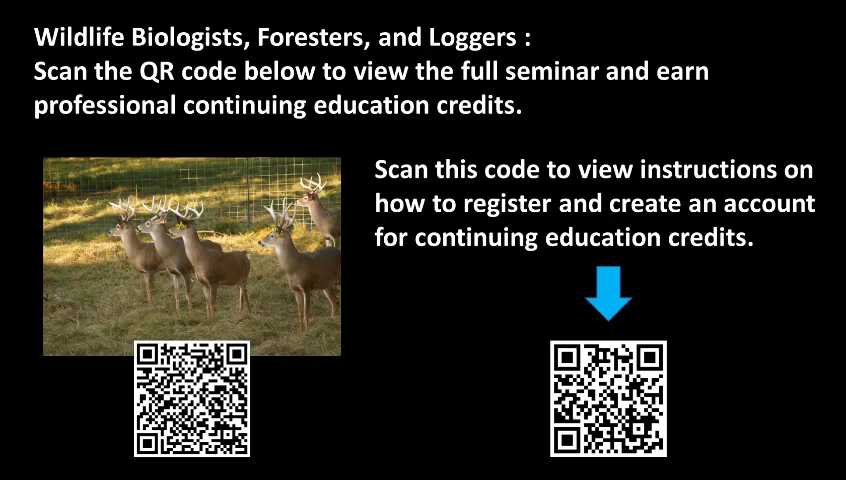 Wildlife Biologists, Foresters, and Loggers :
Scan the QR code below to view the full seminar and earn
professional continuing education credits.
Scan this code to view instructions on
how to register and create an account
for continuing education credits.